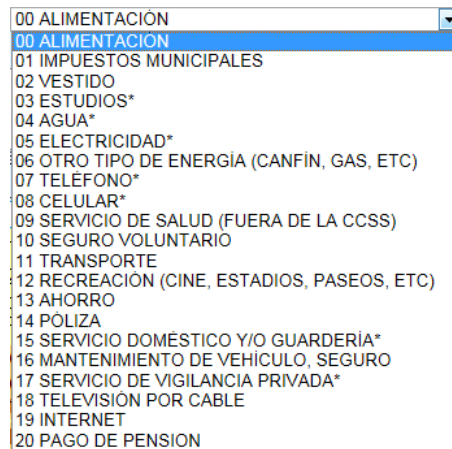 00 ALIMENTACIÓN
00 ALIMENTACIÓN
01 IMPUESTOS MUNICIPALES
02 VESTIDO
03 ESTUDIOS*
04 AGUA*
05 ELECTRICIDAD*
06 OTRO TIPO DE ENERGÍA (CANFÍN, GAS, ETC)
07 TELÉFONO*
08 CELULAR*
09 SERVICIO DE SALUD (FUERA DE LA CCSS)
10 SEGURO VOLUNTARIO
11 TRANSPORTE
12 RECREACIÓN (CINE, ESTADIOS, PASEOS, ETC)
13 AHORRO
14 PÓLIZA
15 SERVICIO DOMÉSTICO Y/O GUARDERÍA*
16 MANTENIMIENTO DE VEHÍCULO, SEGURO
17 SERVICIO DE VIGILANCIA PRIVADA*
18 TELEVISIÓN POR CABLE
19 INTERNET
20 PAGO DE PENSION